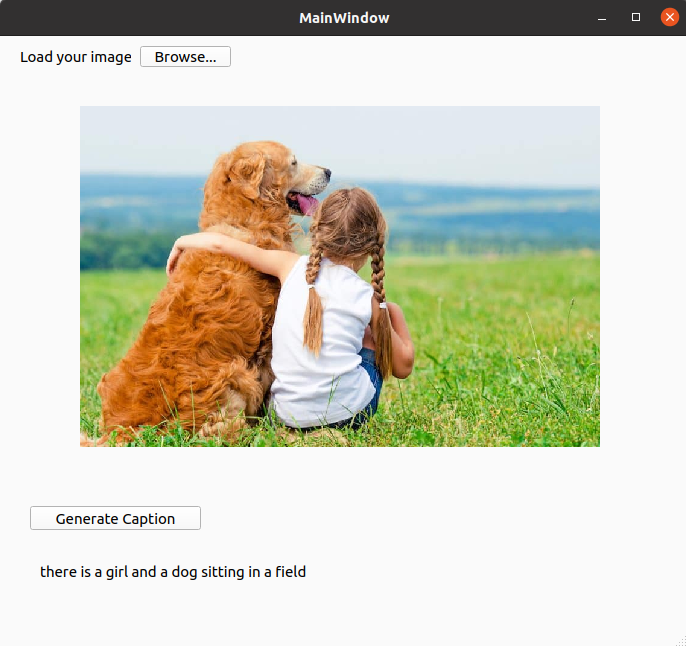 MainWindow
Load your image Browse...
Generate Caption
there is a girl and a dog sitting in a field